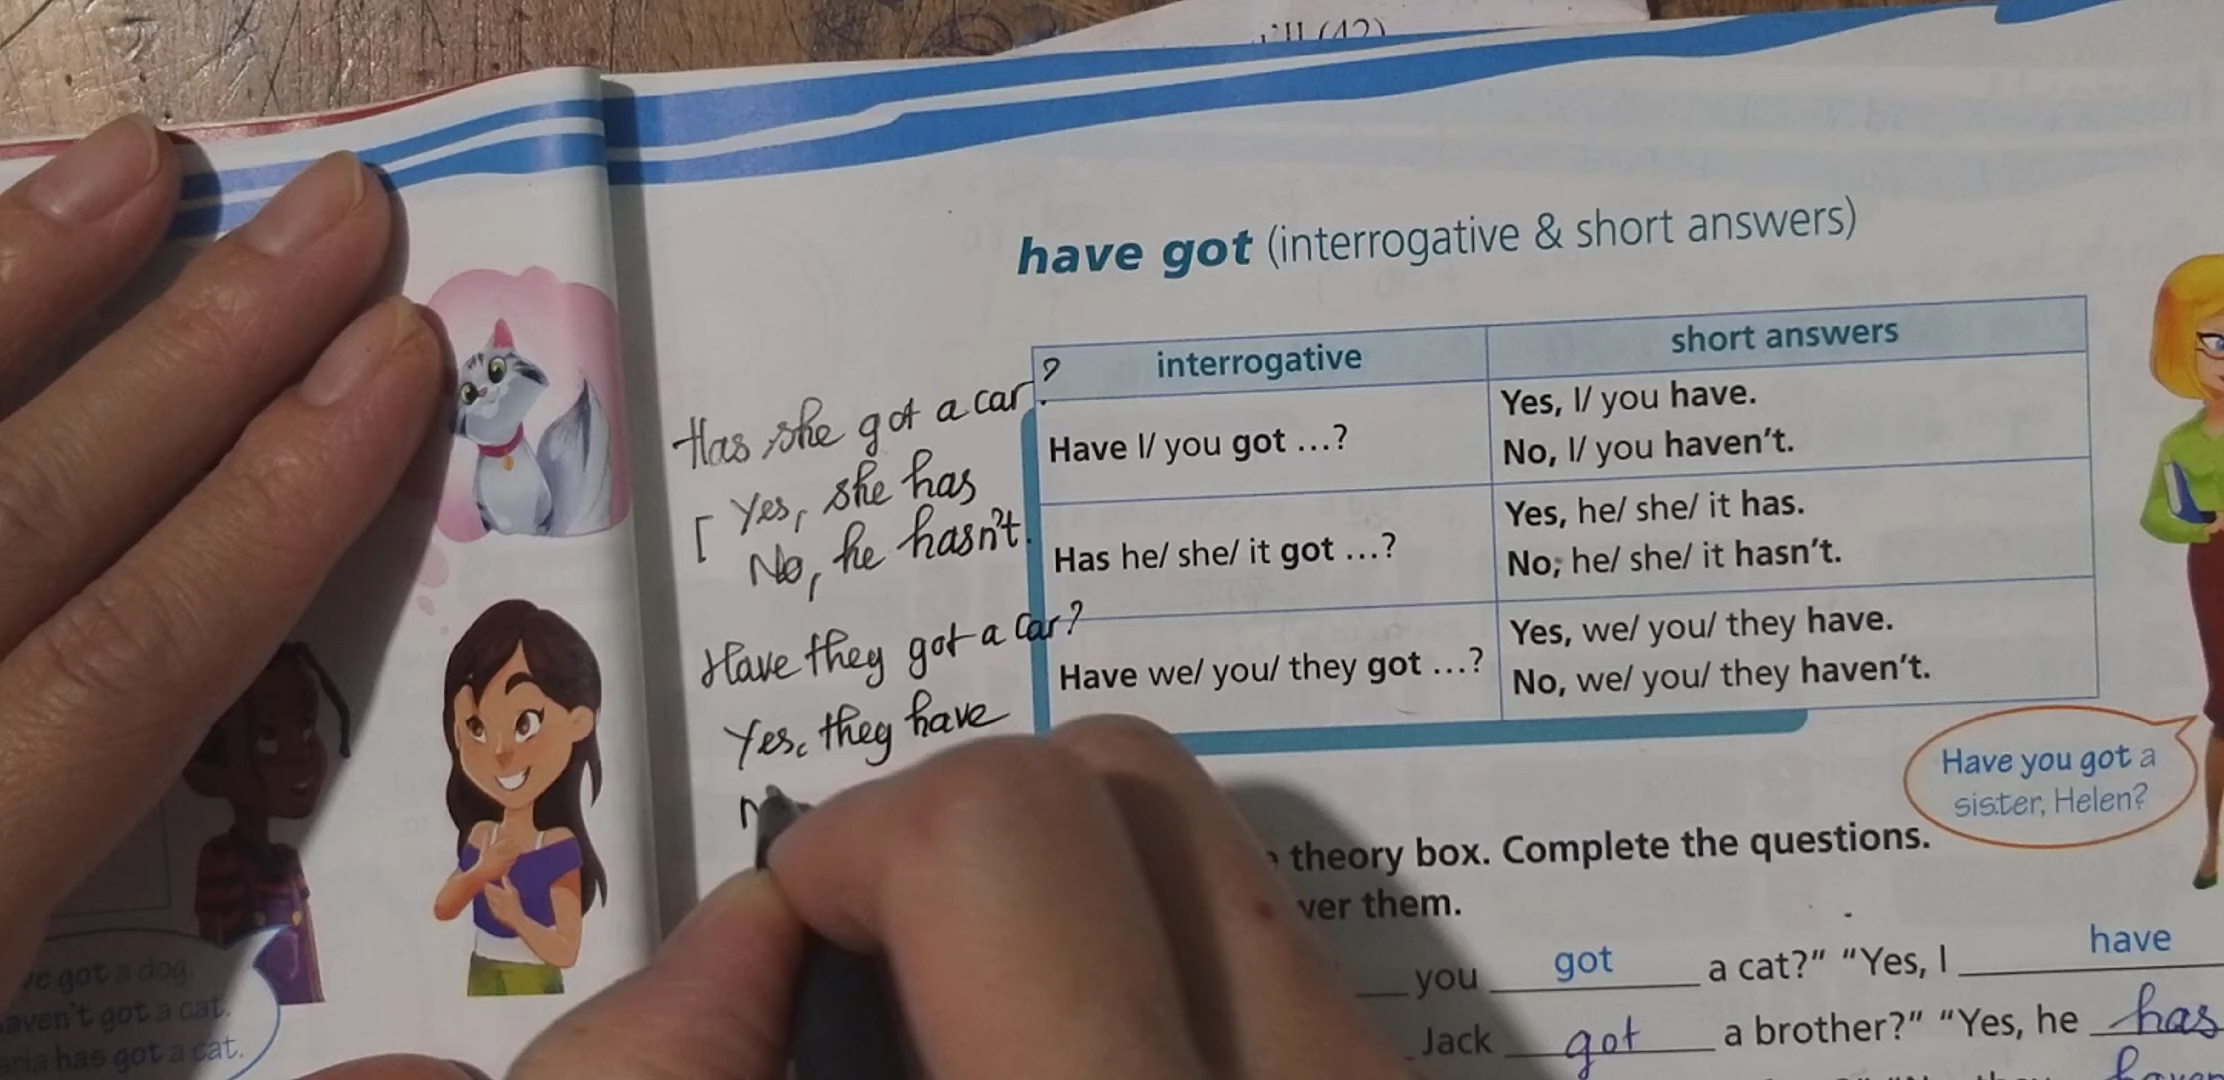 have got (interrogative & short answers)
interrogative
short answers
Have I/ you got ...?
Yes, I/ you have.
No, I/ you haven't.
Has he/ she/ it got ...?
Yes, he/ she/ it has.
No; he/ she/ it hasn't.
Have we/ you/ they got ...?
Yes, we/ you/ they have.
No, we/ you/ they haven't.
Has she got a car?
Yes, she has
No, he hasn't.
Have they got a car?
Yes, they have
Have you got a
sister, Helen?
theory box. Complete the questions.
them.
you got a cat?" "Yes, I have
Jack got a brother?" "Yes, he has
got a dog.
got a cat.
has got a cat.